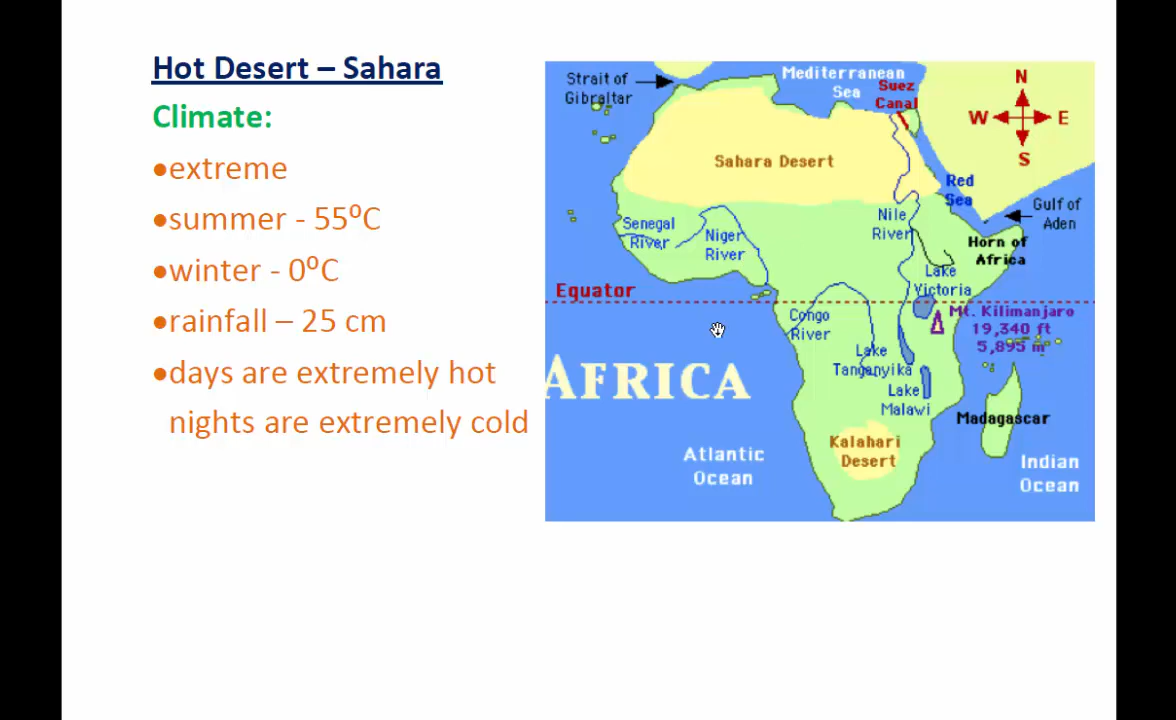 Hot Desert – Sahara
Climate:
•extreme
•summer - 55⁰C
•winter - 0⁰C
•rainfall – 25 cm
•days are extremely hot
nights are extremely cold
Strait of
Gibraltar
Mediterranean
Sea
Suez
Canal
N
W
E
S
Sahara Desert
Red
Sea
Gulf of
Aden
Senegal
River
Niger
River
Nile
River
Horn of
Africa
Lake
Victoria
Equator
Congo
River
Mt. Kilimanjaro
19,340 ft
5,895 m
Lake
Tanganyika
AFRICA
Lake
Malawi
Madagascar
Kalahari
Desert
Atlantic
Ocean
Indian
Ocean